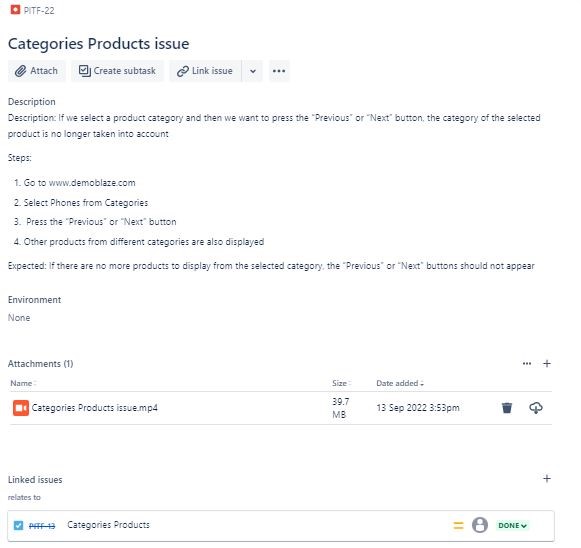 PITF-22
Categories Products issue
Attach
Create subtask
Link issue
Description
Description: If we select a product category and then we want to press the "Previous" or "Next" button, the category of the selected
product is no longer taken into account
Steps:
1. Go to www.demoblaze.com
2. Select Phones from Categories
3. Press the "Previous" or "Next" button
4. Other products from different categories are also displayed
Expected: If there are no more products to display from the selected category, the "Previous" or "Next" buttons should not appear
Environment
None
Attachments (1)
Name Size Date added
Categories Products issue.mp4 39.7 MB 13 Sep 2022 3:53pm
Linked issues
relates to
PITF-13 Categories Products DONE